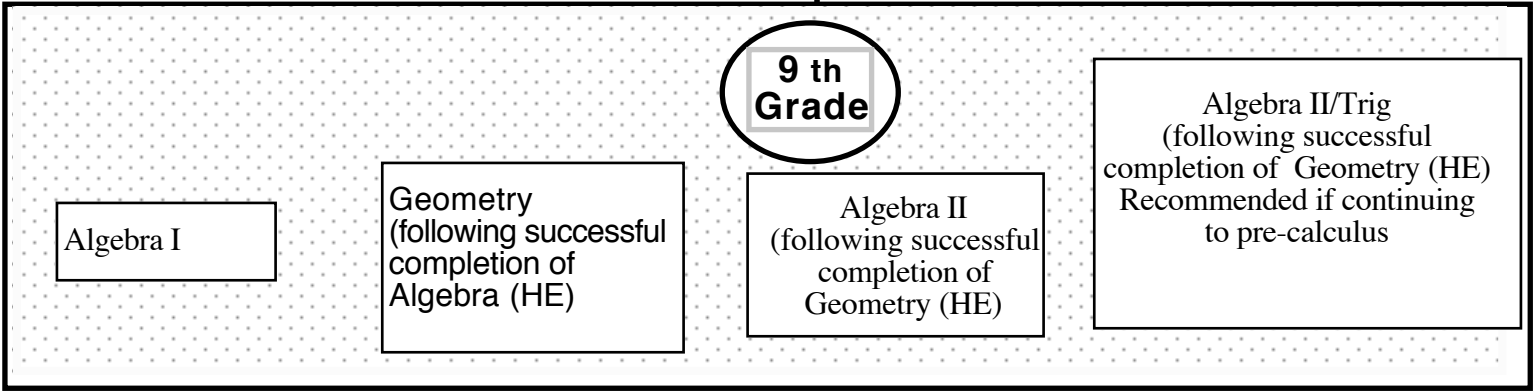 9 th
Grade
Algebra I
Geometry
(following successful
completion of
Algebra (HE)
Algebra II
(following successful
completion of
Geometry (HE)
Algebra II/Trig
(following successful
completion of  Geometry (HE)
Recommended if continuing
to pre-calculus